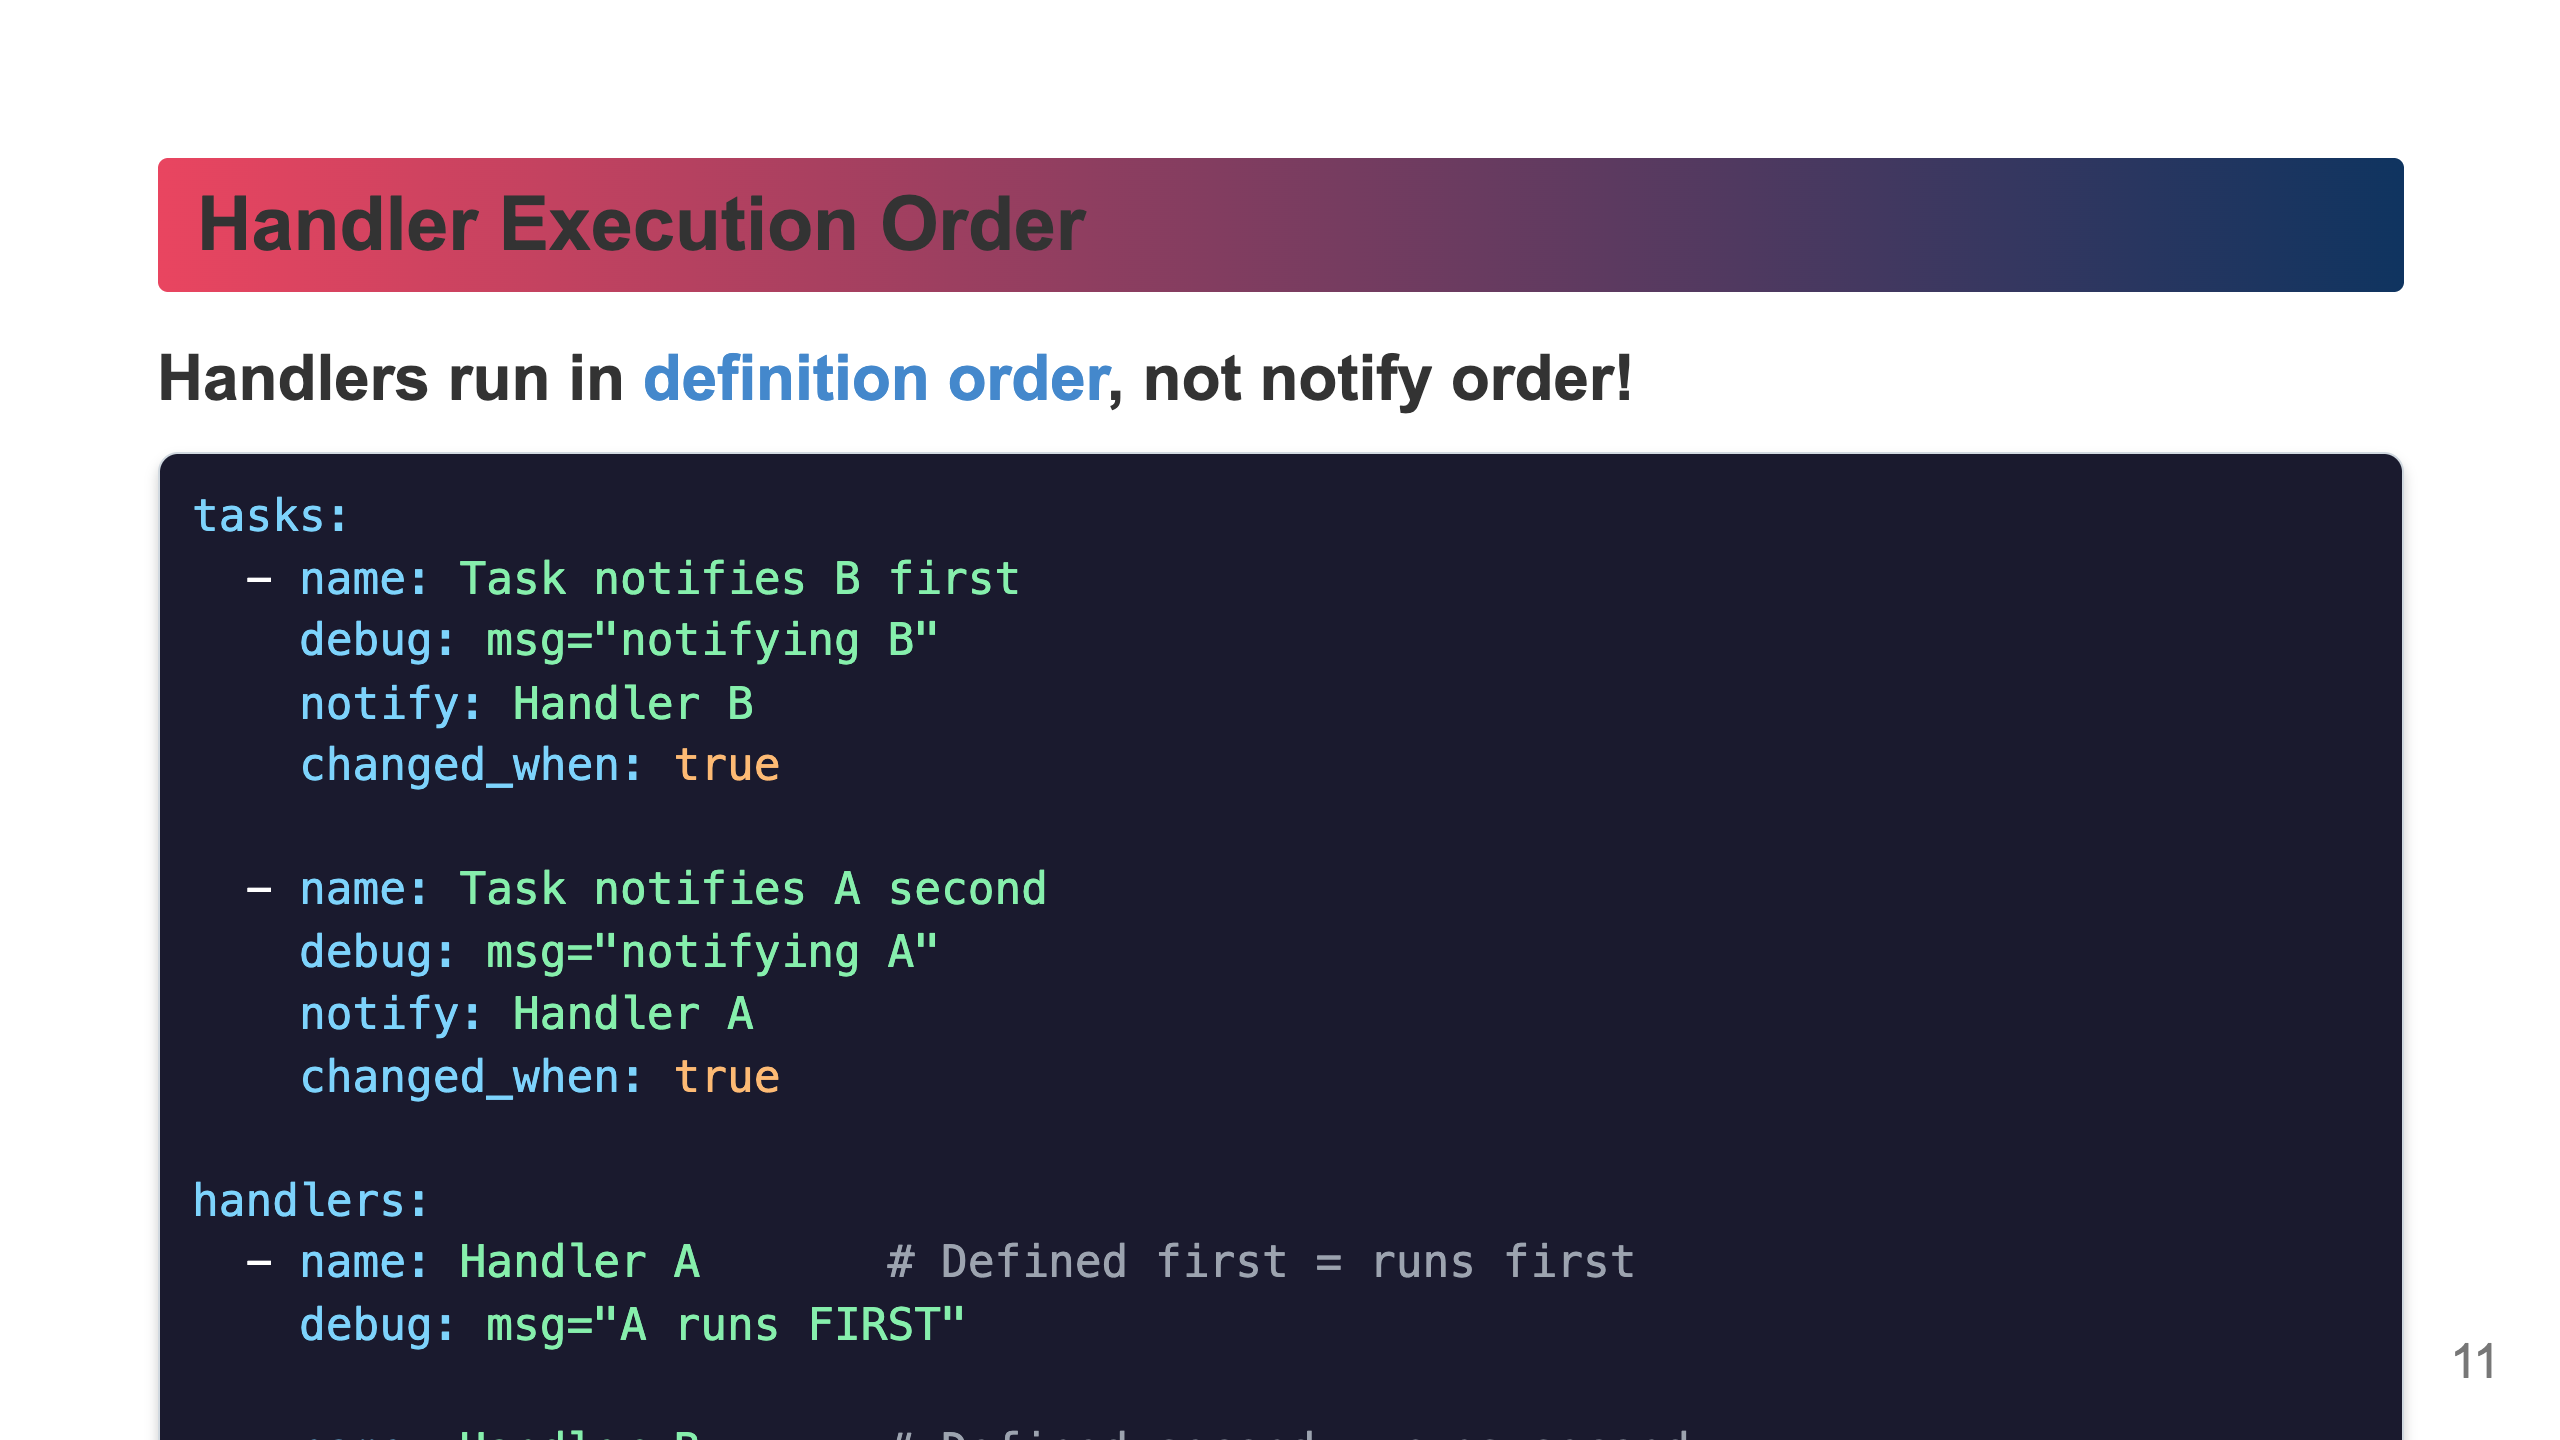 Handler Execution Order
Handlers run in definition order, not notify order!
tasks:
  - name: Task notifies B first
    debug: msg="notifying B"
    notify: Handler B
    changed_when: true

  - name: Task notifies A second
    debug: msg="notifying A"
    notify: Handler A
    changed_when: true

handlers:
  - name: Handler A       # Defined first = runs first
    debug: msg="A runs FIRST"
11